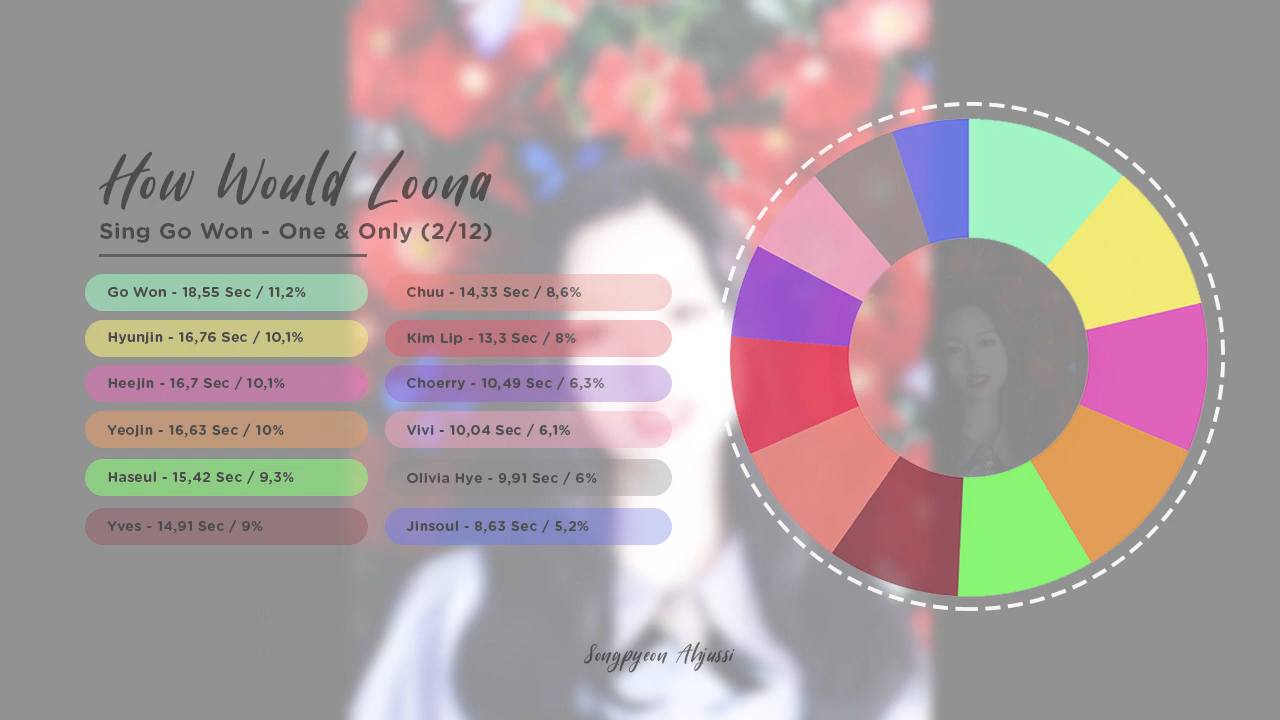 How Would Loona
Sing Go Won - One & Only (2/12)
Go Won - 18,55 Sec / 11,2%
Hyunjin - 16,76 Sec / 10,1%
Heejin - 16,7 Sec / 10,1%
Yeojin - 16,63 Sec / 10%
Haseul - 15,42 Sec / 9,3%
Yves - 14,91 Sec / 9%
Chuu - 14,33 Sec / 8,6%
Kim Lip - 13,3 Sec / 8%
Choerry - 10,49 Sec / 6,3%
Vivi - 10,04 Sec / 6,1%
Olivia Hye - 9,91 Sec / 6%
Jinsoul - 8,63 Sec / 5,2%
Songpyeon Ahjussi